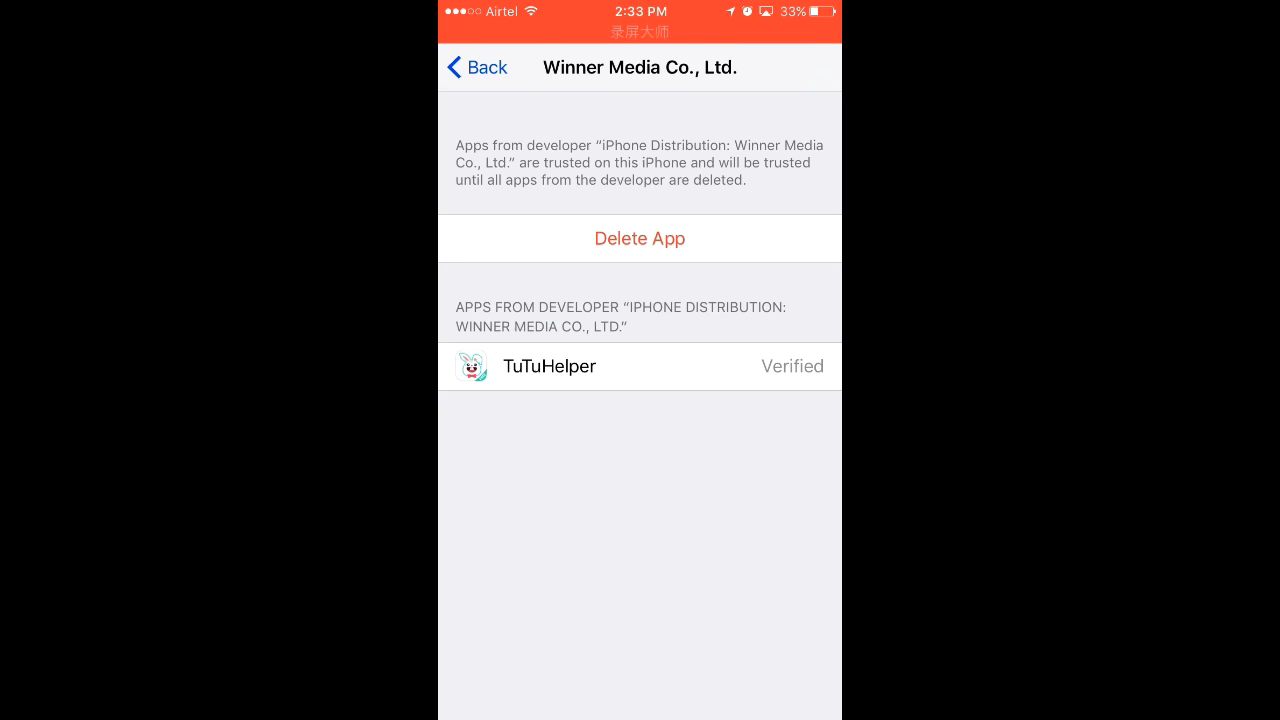 Airtel 2:33 PM 33%
录屏大师
Back Winner Media Co., Ltd.
Apps from developer “iPhone Distribution: Winner Media
Co., Ltd.” are trusted on this iPhone and will be trusted
until all apps from the developer are deleted.
Delete App
APPS FROM DEVELOPER “IPHONE DISTRIBUTION:
WINNER MEDIA CO., LTD.”
TuTuHelper Verified